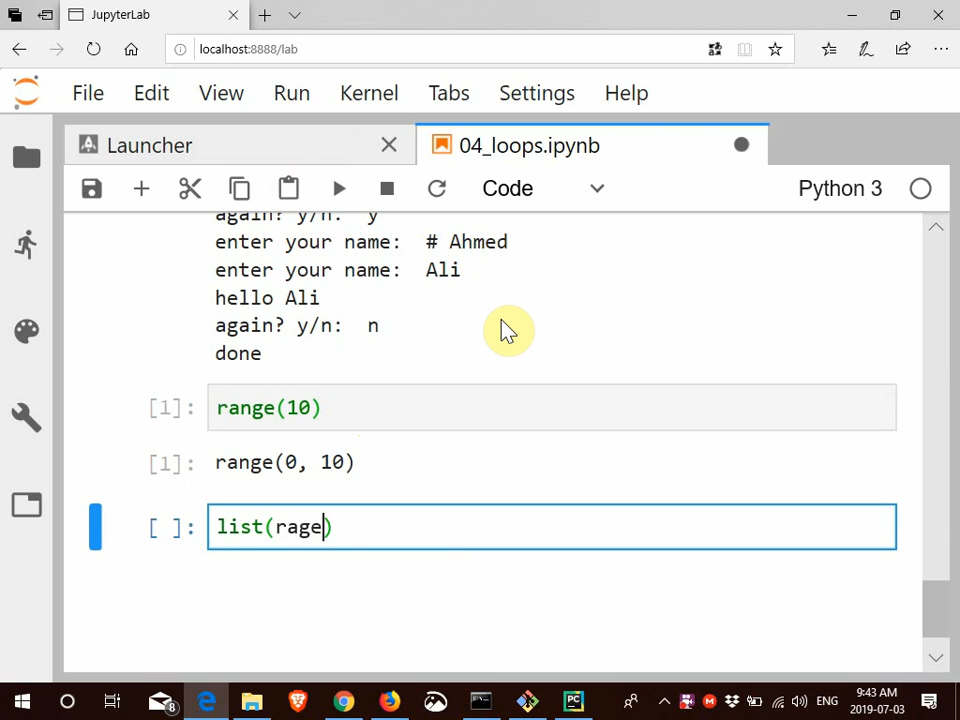 JupyterLab
localhost:8888/lab
File Edit View Run Kernel Tabs Settings Help
Launcher 04_loops.ipynb
Code Python 3
again? y/n: y
enter your name: # Ahmed
enter your name: Ali
hello Ali
again? y/n: n
done
[1]: range(10)
[1]: range(0, 10)
[ ]: list(rage)
8 PC ENG 9:43 AM
2019-07-03